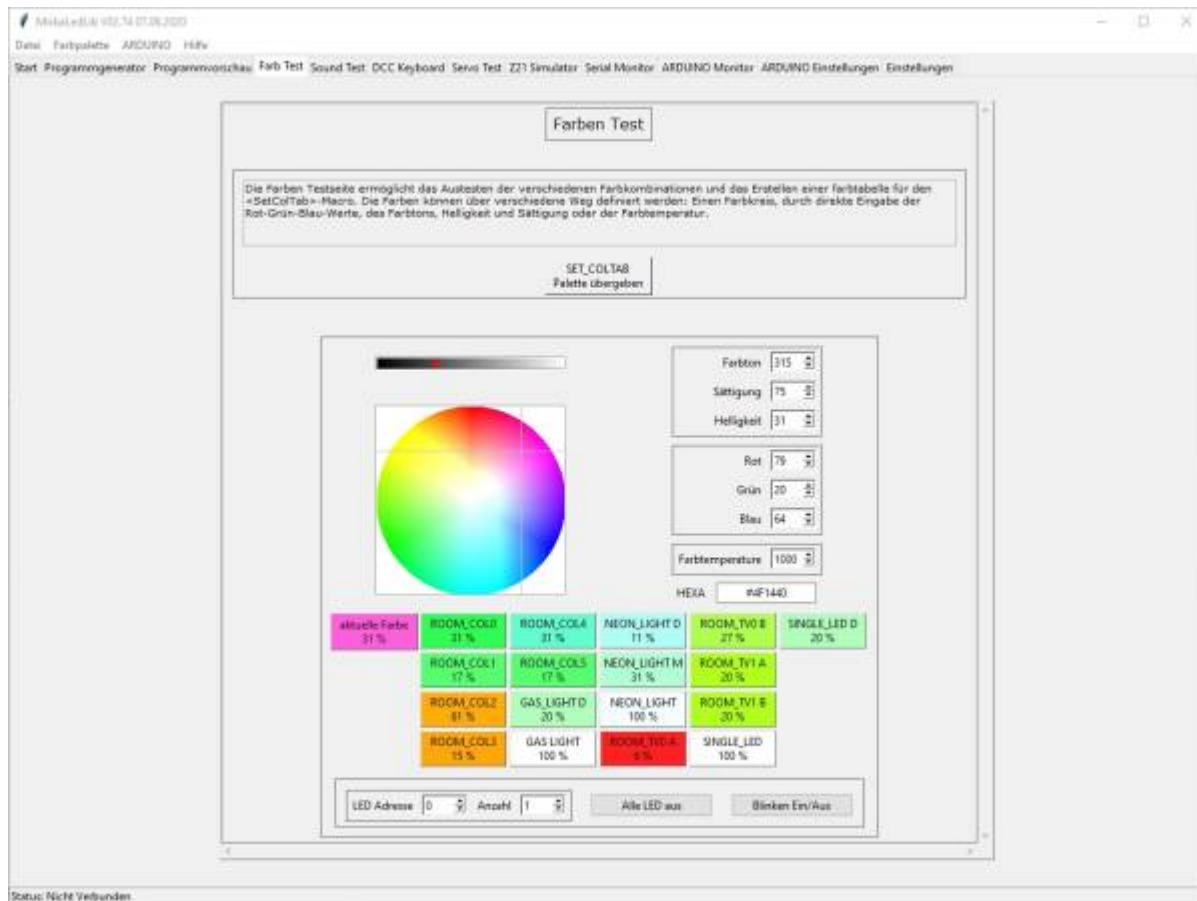 MobaLedLib V02.74 07.06.2020
Datei Farbpalette ARDUINO Hilfe
Start Programmgenerator Programmvorschau Farb Test Sound Test DCC Keyboard Servo Test Z21 Simulator Serial Monitor ARDUINO Monitor ARDUINO Einstellungen Einstellungen
Farben Test
Die Farben Testseite ermöglicht das Austesten der verschiedenen Farbkombinationen und das Erstellen einer farbtabelle für den
<SetColTab>-Macro. Die Farben können über verschiedene Weg definiert werden: Einen Farbkreis, durch direkte Eingabe der
Rot-Grün-Blau-Werte, des Farbtons, Helligkeit und Sättigung oder der Farbtemperatur.
SET_COLTAB
Palette übergeben
Farbton 315
Sättigung 75
Helligkeit 31
Rot 79
Grün 20
Blau 64
Farbtemperature 1000
HEXA #4F1440
aktuelle Farbe ROOM_COL0 ROOM_COL4 NEON_LIGHT D ROOM_TV0 B SINGLE_LED D
31 % 31 % 31 % 11 % 27 % 20 %
ROOM_COL1 ROOM_COL5 NEON_LIGHT M ROOM_TV1 A
17 % 17 % 31 % 20 %
ROOM_COL2 GAS_LIGHT D NEON_LIGHT ROOM_TV1 B
61 % 20 % 100 % 20 %
ROOM_COL3 GAS LIGHT ROOM_TV0 A SINGLE_LED
15 % 100 % 6 % 100 %
LED Adresse 0 Anzahl 1 Alle LED aus Blinken Ein/Aus
Status: Nicht Verbunden